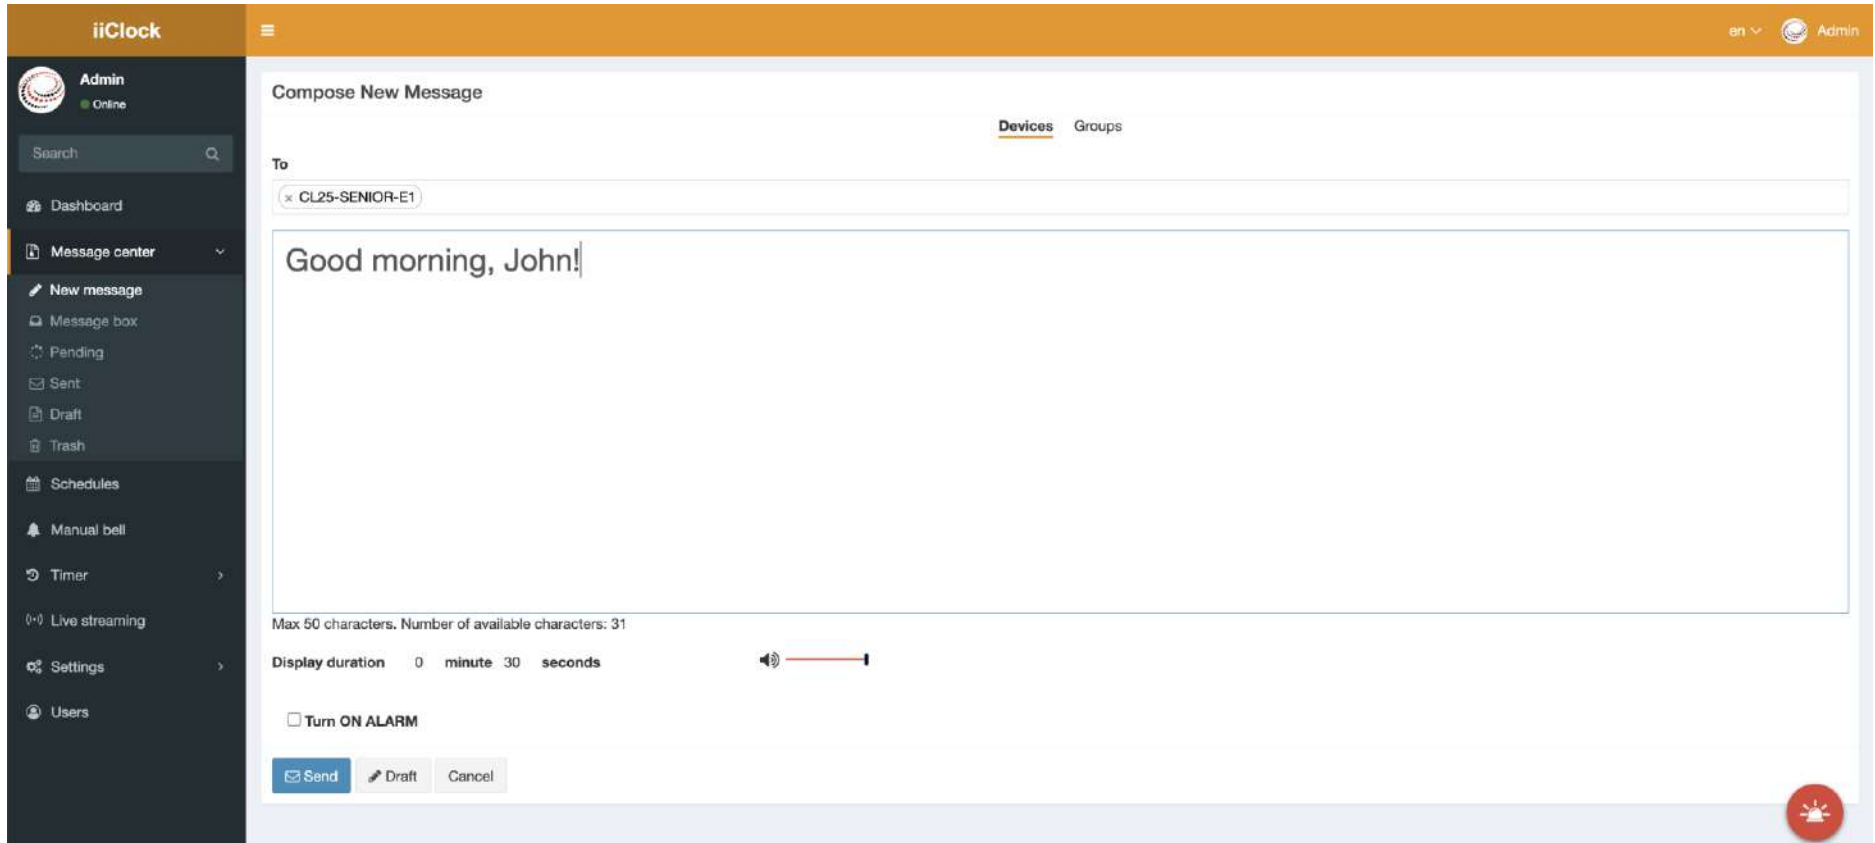 iiClock
en
Admin
Admin
Online
Search
Dashboard
Message center
New message
Message box
Pending
Sent
Draft
Trash
Schedules
Manual bell
Timer
Live streaming
Settings
Users
Compose New Message
Devices Groups
To
× CL25-SENIOR-E1
Good morning, John!
Max 50 characters. Number of available characters: 31
Display duration 0 minute 30 seconds
Turn ON ALARM
Send Draft Cancel